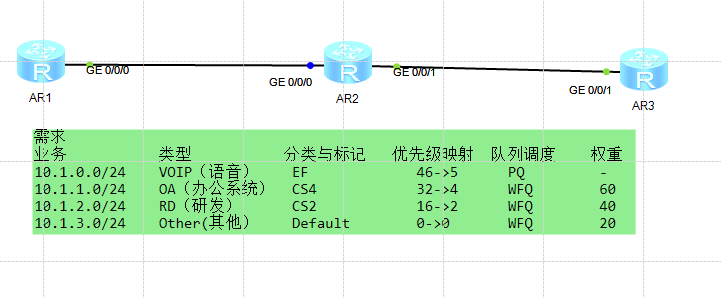 GE 0/0/0
GE 0/0/0
GE 0/0/1
GE 0/0/1
AR1
AR2
AR3
需求
业务 类型 分类与标记 优先级映射 队列调度 权重
10.1.0.0/24 VOIP（语音） EF 46->5 PQ -
10.1.1.0/24 OA（办公系统） CS4 32->4 WFQ 60
10.1.2.0/24 RD（研发） CS2 16->2 WFQ 40
10.1.3.0/24 Other(其他） Default 0->0 WFQ 20